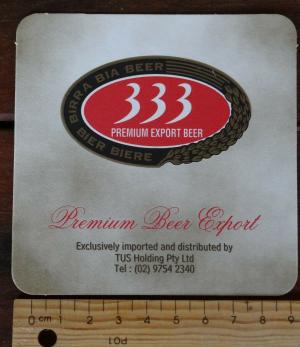 BIRRA BIA BEER
333
PREMIUM EXPORT BEER
BIER BIERE
Premium Beer Export
Exclusively imported and distributed by
TUS Holding Pty Ltd
Tel : (02) 9754 2340
0 cm 1 2 3 4 5 6 7 8 9